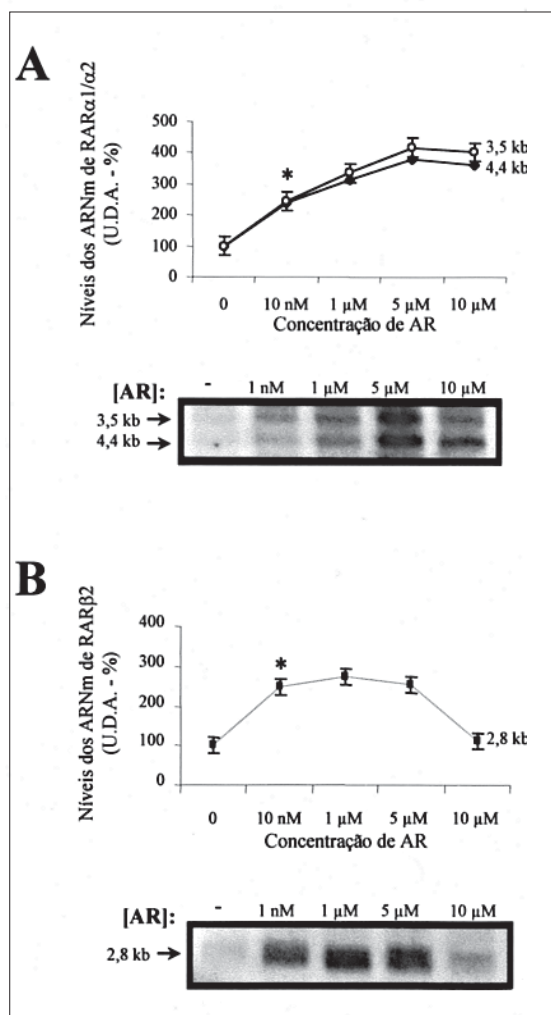 A
Níveis dos ARNm de RARα1/α2
(U.D.A. - %)
500
400
300
200
100
0
*
3,5 kb
4,4 kb
0 10 nM 1 µM 5 µM 10 µM
Concentração de AR
[AR]: - 1 nM 1 µM 5 µM 10 µM
3,5 kb
4,4 kb
B
Níveis dos ARNm de RARβ2
(U.D.A. - %)
400
300
200
100
0
*
2,8 kb
0 10 nM 1 µM 5 µM 10 µM
Concentração de AR
[AR]: - 1 nM 1 µM 5 µM 10 µM
2,8 kb